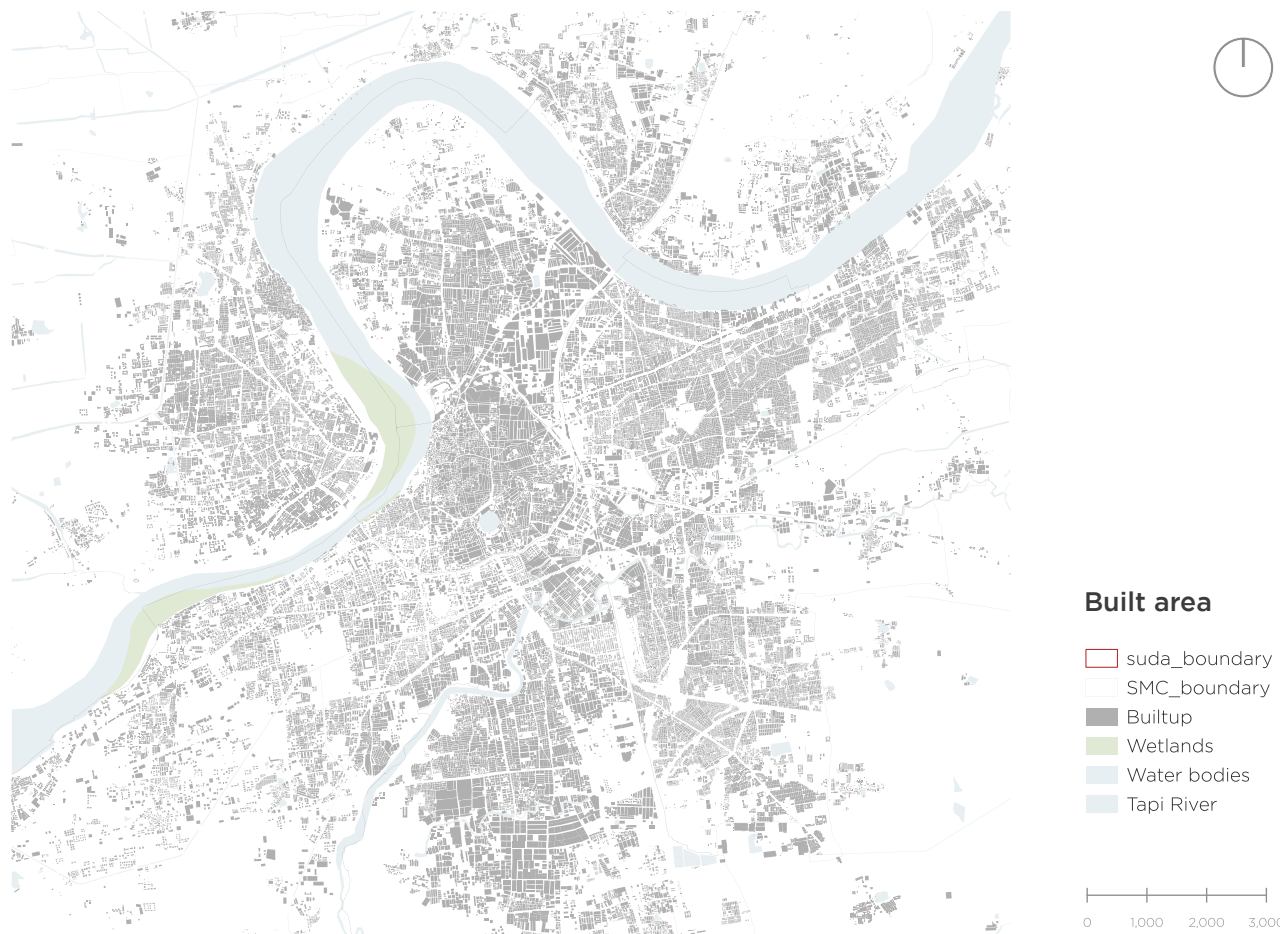 Built area
suda_boundary
SMC_boundary
Builtup
Wetlands
Water bodies
Tapi River
0 1,000 2,000 3,000